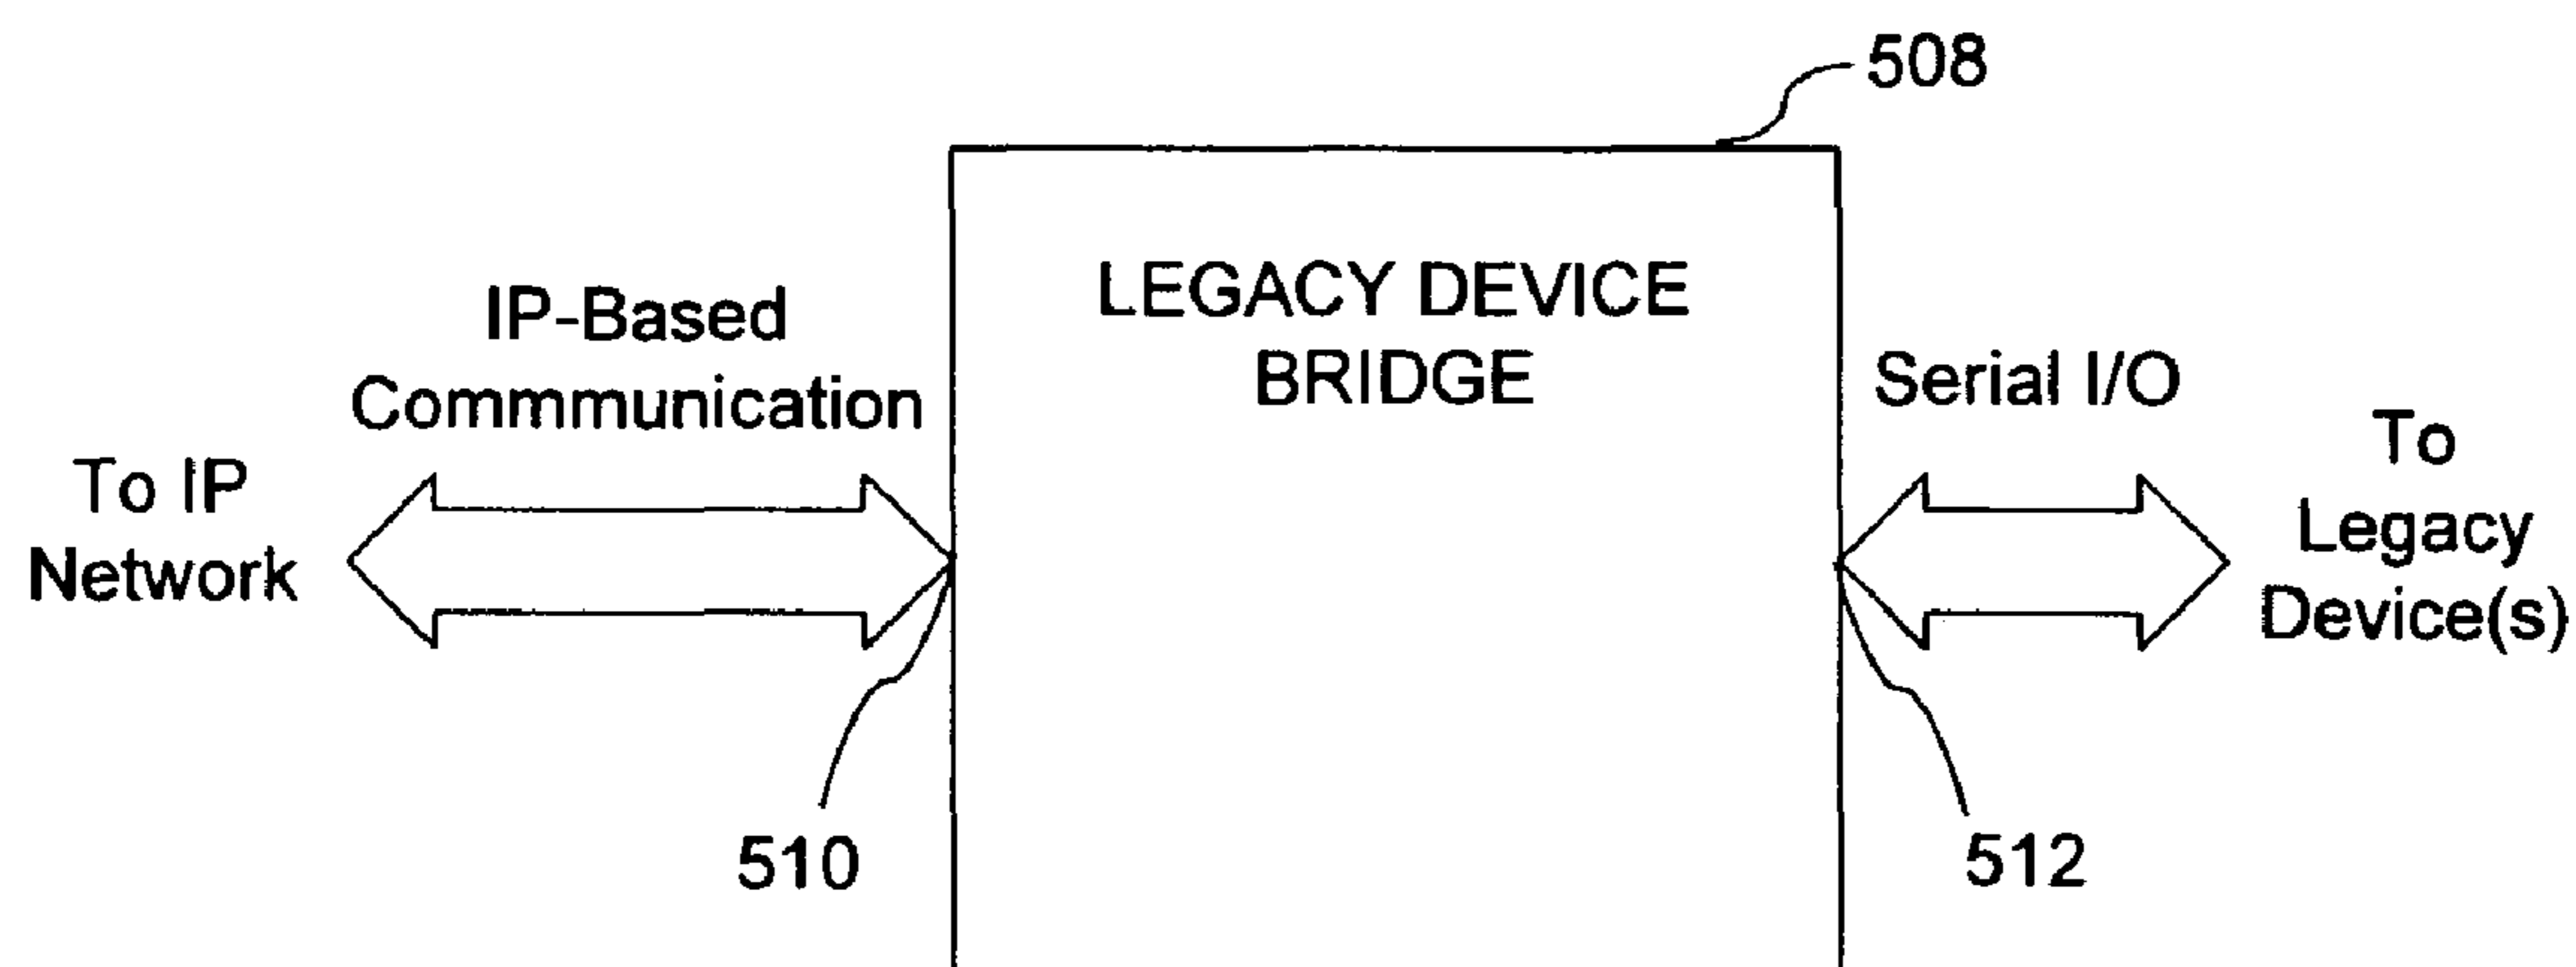 508
LEGACY DEVICE
BRIDGE
IP-Based
Commmunication
To IP
Network
Serial I/O
To
Legacy
Device(s)
510
512